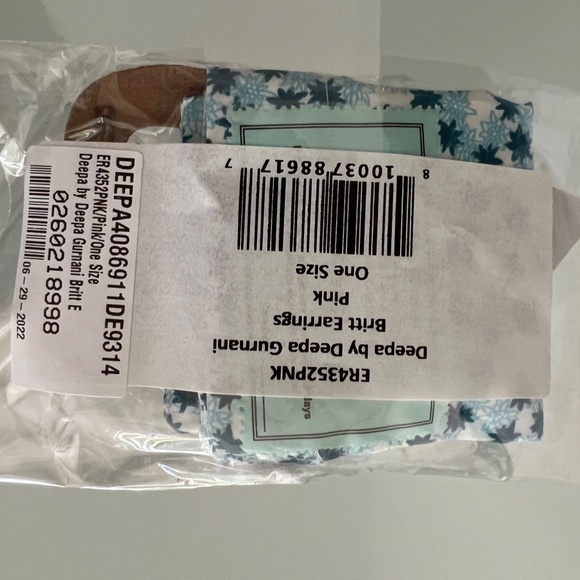 DEEPA4086911DE9314
ER4352PNK/Pink/One Size
Deepa by Deepa Gurnani Britt E
0260218998
06-29-2022
ER4352PNK
Deepa by Deepa Gurnani
Britt Earrings
Pink
One Size
8 10037 88617 7